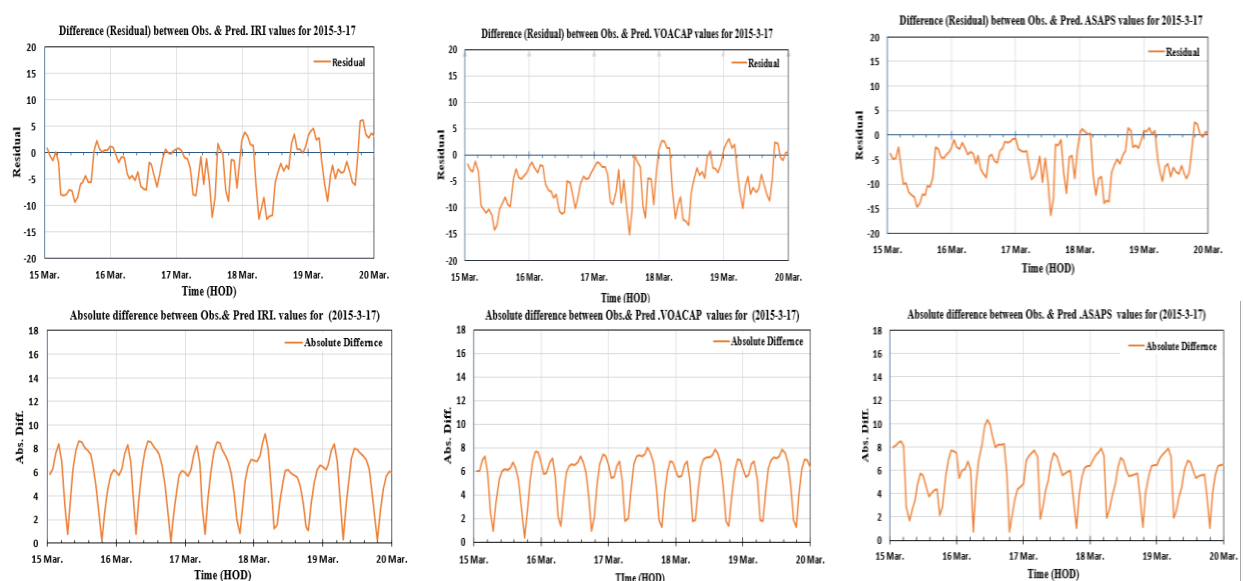 Difference (Residual) between Obs. & Pred. IRI values for 2015-3-17
20
15
10
5
0
-5
-10
-15
-20
Residual
Residual
15 Mar. 16 Mar. 17 Mar. 18 Mar. 19 Mar. 20 Mar.
Time (HOD)
Difference (Residual) between Obs. & Pred. VOACAP values for 2015-3-17
20
15
10
5
0
-5
-10
-15
-20
Residual
Residual
15 Mar. 16 Mar. 17 Mar. 18 Mar. 19 Mar. 20 Mar.
Time (HOD)
Difference (Residual) between Obs. & Pred. ASAPS values for 2015-3-17
20
15
10
5
0
-5
-10
-15
-20
Residual
Residual
15 Mar. 16 Mar. 17 Mar. 18 Mar. 19 Mar. 20 Mar.
Time (HOD)
Absolute difference between Obs.& Pred IRI. values for (2015-3-17)
18
16
14
12
10
8
6
4
2
0
Abs. Diff.
Absolute Differnce
15 Mar. 16 Mar. 17 Mar. 18 Mar. 19 Mar. 20 Mar.
Time (HOD)
Absolute difference between Obs.& Pred .VOACAP values for (2015-3-17)
18
16
14
12
10
8
6
4
2
0
Abs. Diff.
Absolute Differnce
15 Mar. 16 Mar. 17 Mar. 18 Mar. 19 Mar. 20 Mar.
TIme (HOD)
Absolute difference between Obs. & Pred .ASAPS values for (2015-3-17)
18
16
14
12
10
8
6
4
2
0
Abs. Diff.
Absolute Differnce
15 Mar. 16 Mar. 17 Mar. 18 Mar. 19 Mar. 20 Mar.
Time (HOD)